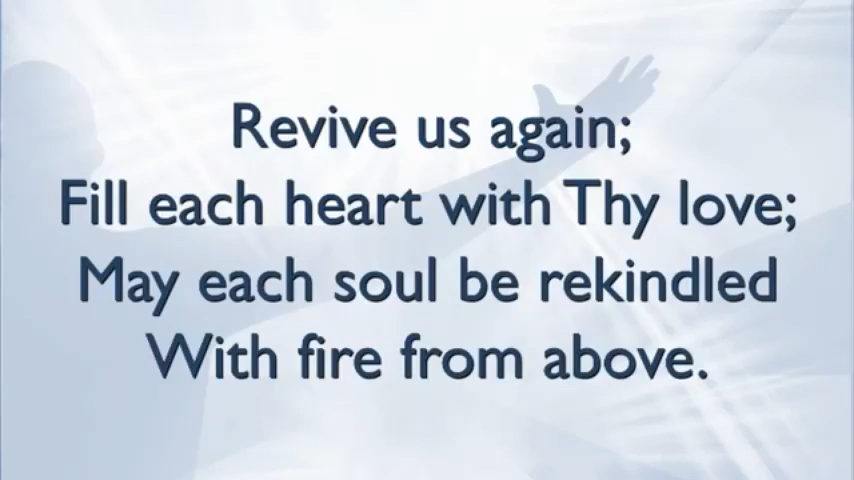 Revive us again;
Fill each heart with Thy love;
May each soul be rekindled
With fire from above.